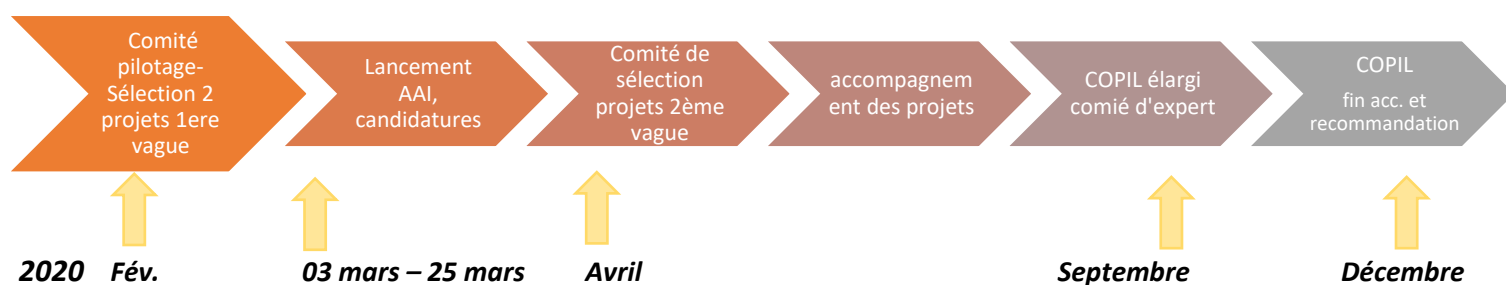 Comité
pilotage-
Sélection 2
projets 1ere
vague
Lancement
AAI,
candidatures
Comité de
sélection
projets 2ème
vague
accompagnem
ent des projets
COPIL élargi
comié d'expert
COPIL
fin acc. et
recommandation
2020 Fév. 03 mars – 25 mars Avril Septembre Décembre